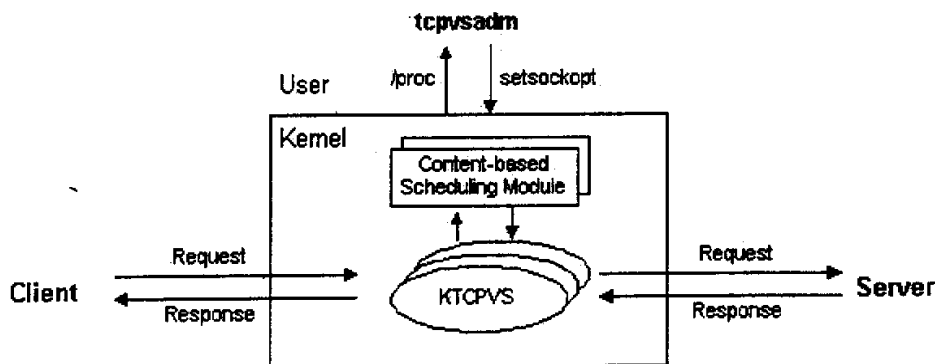 tcpvsadm
/proc
setsockopt
User
Kernel
Content-based
Scheduling Module
Request
Request
Client
KTCPVS
Server
Response
Response